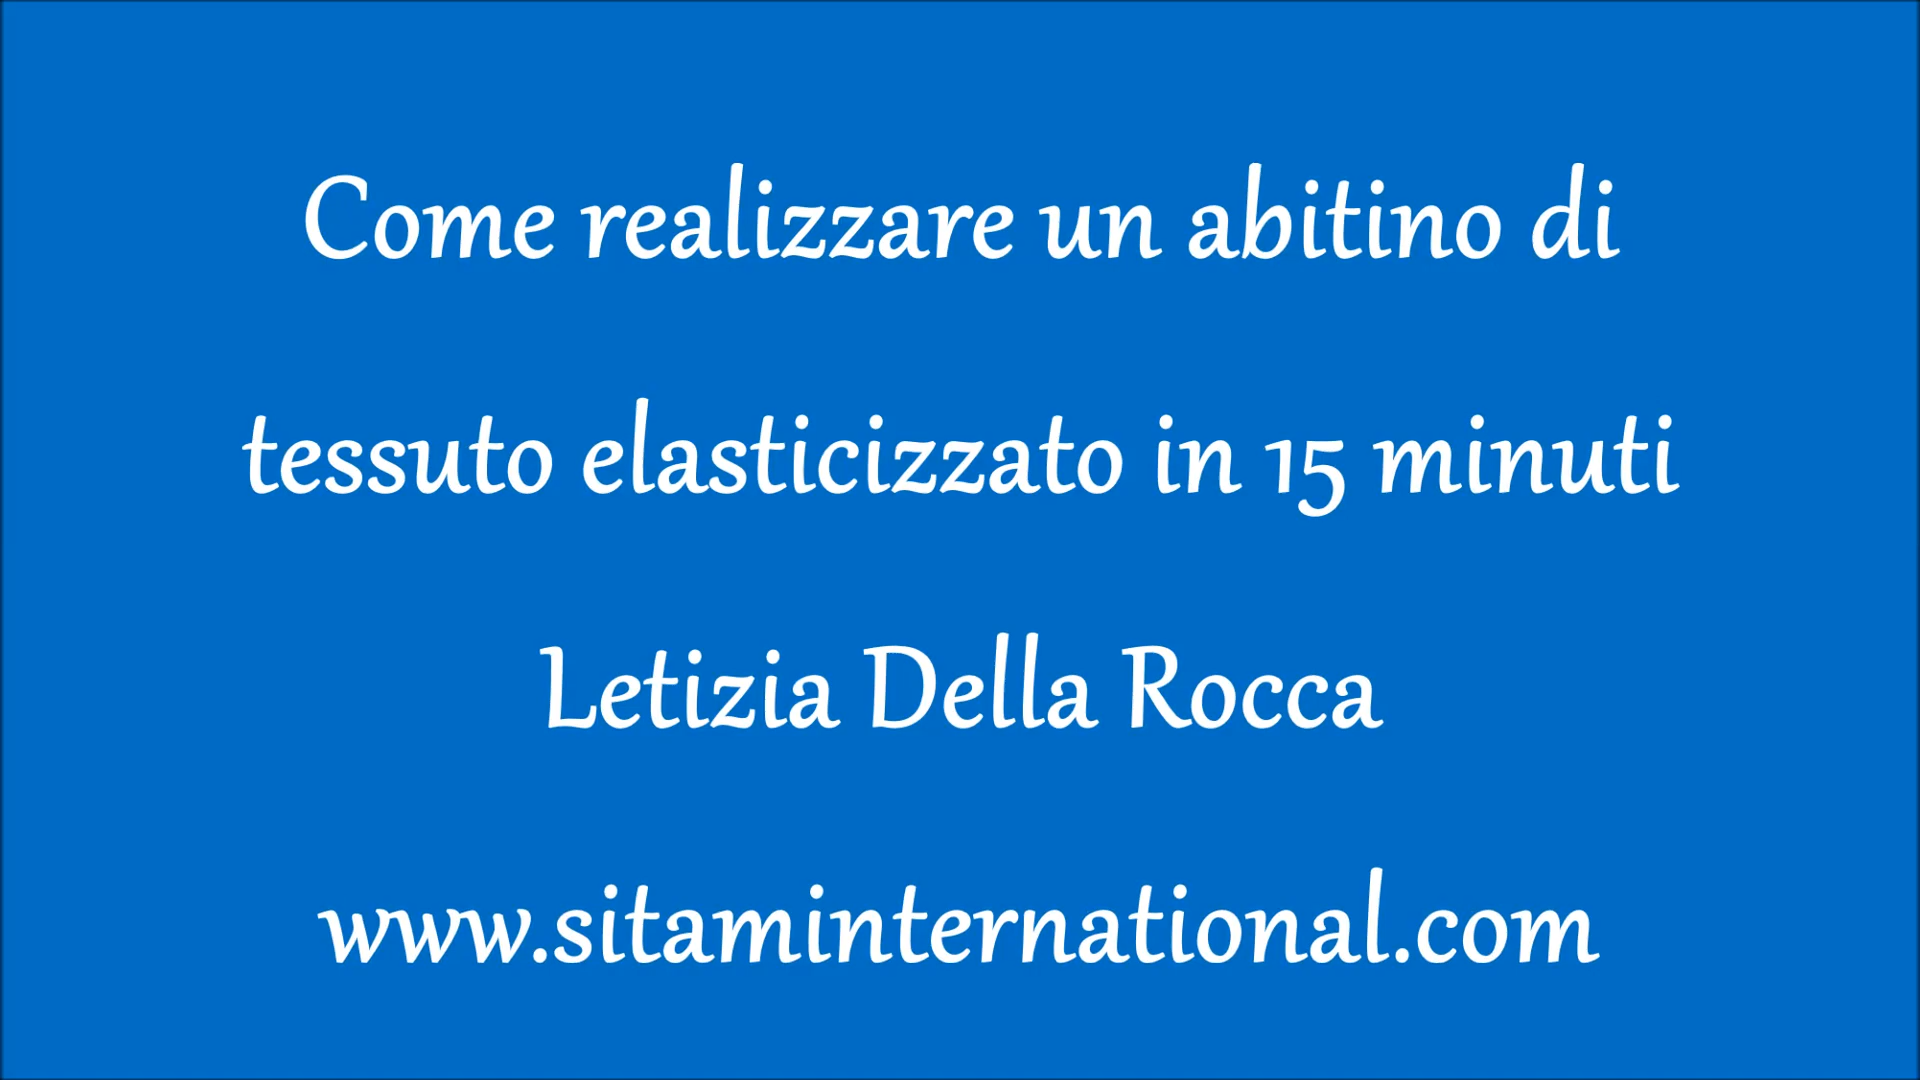 Come realizzare un abitino di
tessuto elasticizzato in 15 minuti
Letizia Della Rocca
www.sitaminternational.com